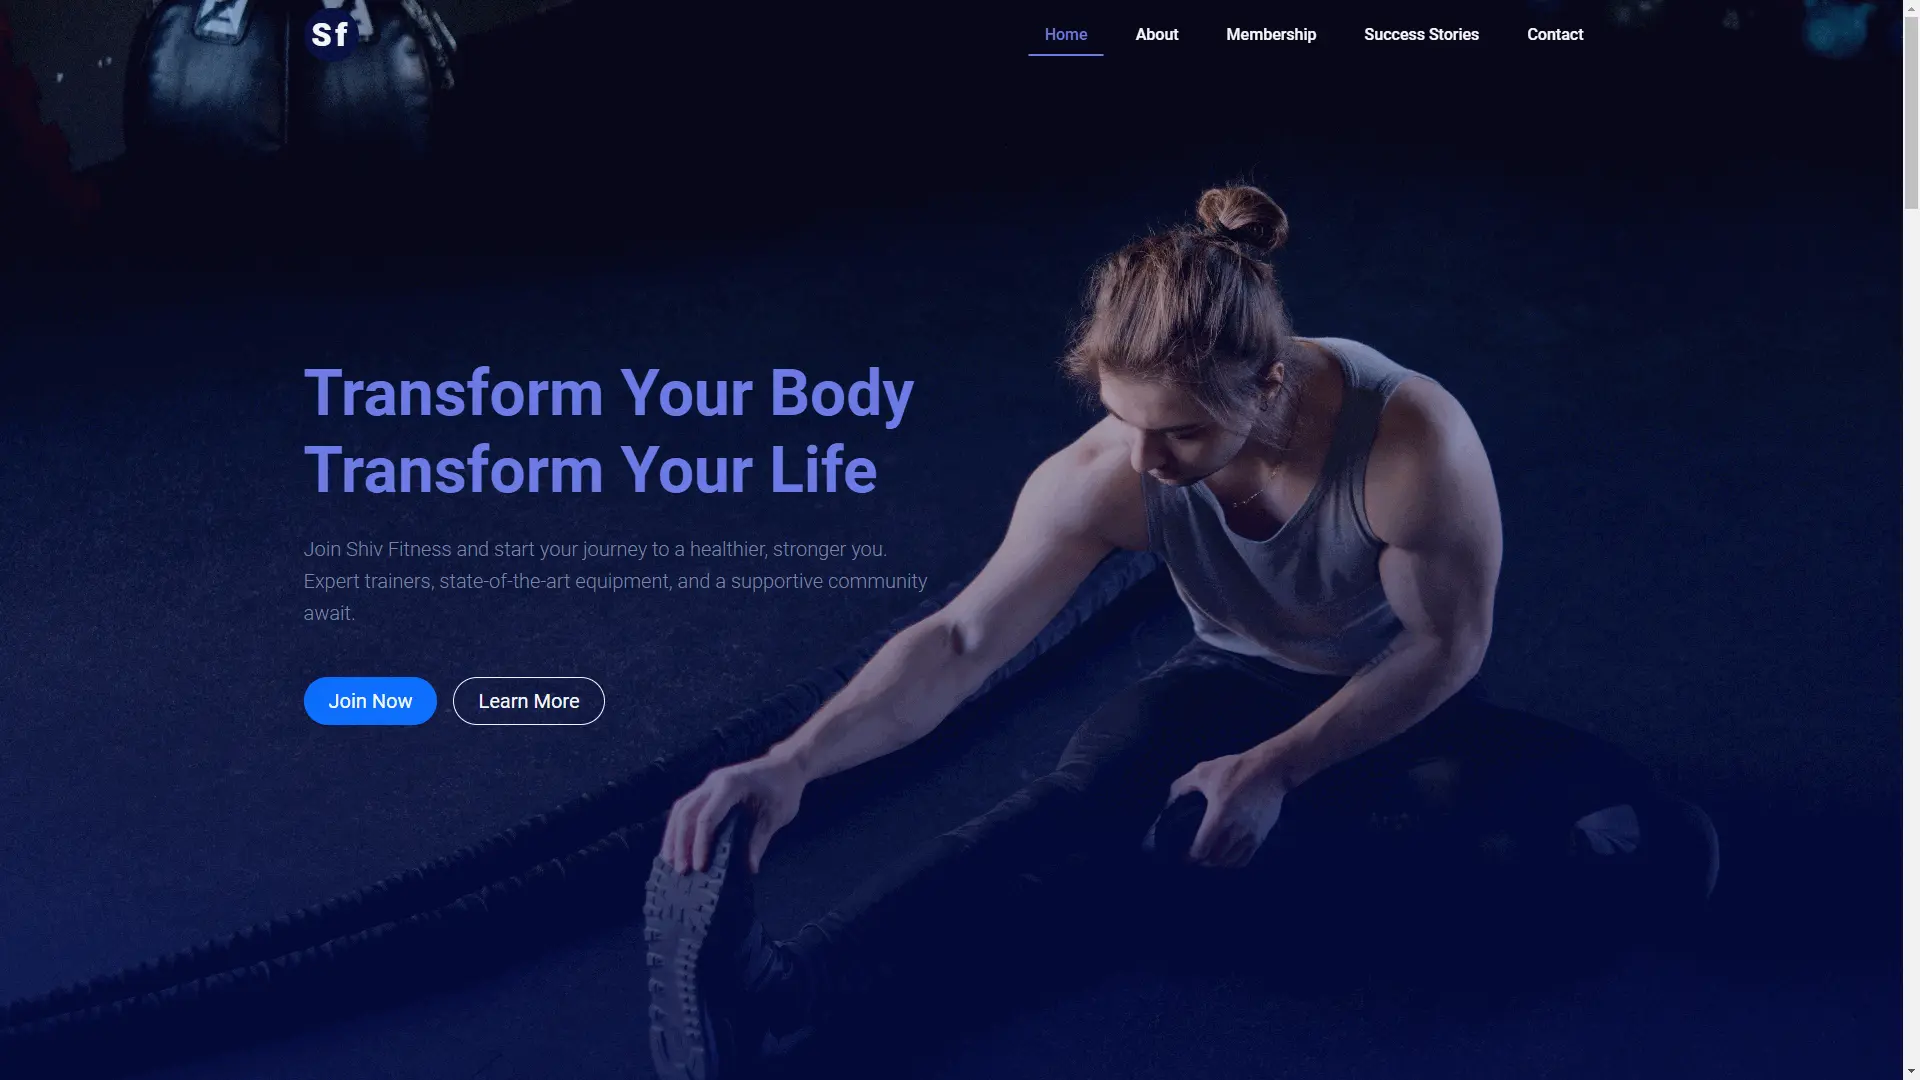 Sf
Home
About
Membership
Success Stories
Contact
Transform Your Body
Transform Your Life
Join Shiv Fitness and start your journey to a healthier, stronger you.
Expert trainers, state-of-the-art equipment, and a supportive community
await.
Join Now
Learn More